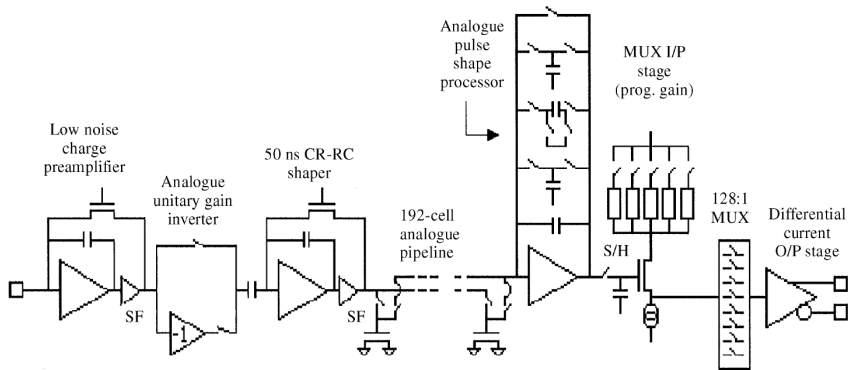 Low noise
charge
preamplifier
Analogue
unitary gain
inverter
50 ns CR-RC
shaper
192-cell
analogue
pipeline
Analogue
pulse
shape
processor
MUX I/P
stage
(prog. gain)
128:1
MUX
Differential
current
O/P stage
S/H
SF
-1
SF